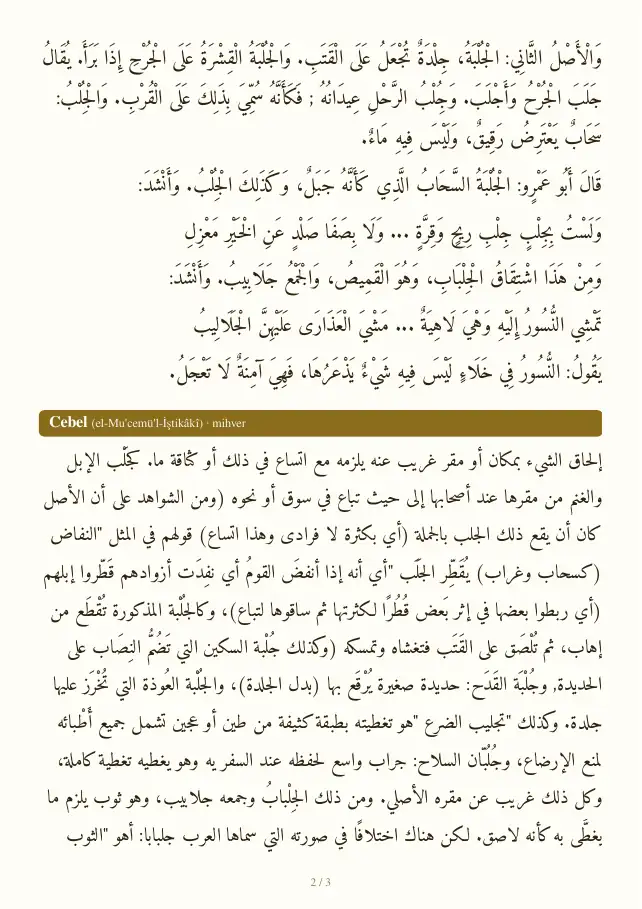 وَالْأَصْلُ الثَّانِي: الْجُلْبَةُ، جِلْدَةٌ تُجْعَلُ عَلَى الْقَتَبِ. وَالْجُلْبَةُ الْقِشْرَةُ عَلَى الْجُرْحِ إِذَا بَرَأَ. يُقَالُ
جَلَبَ الْجُرْحُ وَأَجْلَبَ. وَجُلْبُ الرَّحْلِ عِيدَانُهُ ; فَكَأَنَّهُ سُمِّيَ بِذَلِكَ عَلَى الْقُرْبِ. وَالْجُلْبُ:
سَحَابٌ يَعْتَرِضُ رَقِيقٌ، وَلَيْسَ فِيهِ مَاءٌ.
قَالَ أَبُو عَمْرٍو: الْجُلْبَةُ السَّحَابُ الَّذِي كَأَنَّهُ جَبَلٌ، وَكَذَلِكَ الْجُلْبُ. وَأَنْشَدَ:
وَلَسْتُ بِجِلْبٍ جِلْبِ رِيحٍ وَقِرَّةٍ ... وَلَا بِصَفَا صَلْدٍ عَنِ الْخَيْرِ مَعْزِلِ
وَمِنْ هَذَا اشْتِقَاقُ الْجِلْبَابِ، وَهُوَ الْقَمِيصُ، وَالْجَمْعُ جَلَابِيبُ. وَأَنْشَدَ:
تَمْشِي النُّسُورُ إِلَيْهِ وَهْيَ لَاهِيَةٌ ... مَشْيَ الْعَذَارَى عَلَيْهِنَّ الْجَلَالِيبُ
يَقُولُ: النُّسُورُ فِي خَلَاءٍ لَيْسَ فِيهِ شَيْءٌ يَذْعَرُهَا، فَهِيَ آمِنَةٌ لَا تَعْجَلُ.
Cebel (el-Mu'cemü'l-İştikâkî) · mihver
إلحاق الشيء بمكان أو مقر غريب عنه يلزمه مع اتساع في ذلك أو كثافة ما. كجَلْب الإبل
والغنم من مقرها عند أصحابها إلى حيث تباع في سوق أو نحوه (ومن الشواهد على أن الأصل
كان أن يقع ذلك الجلب بالجملة (أي بكثرة لا فرادى وهذا اتساع) قولهم في المثل "النفاض
(كسحاب وغراب) يُقَطِّر الجَلَب "أي أنه إذا أنفضَ القومُ أي نفِدَت أزوادهم قَطّروا إبلهم
(أي ربطوا بعضها في إثر بَعض قُطُرًا لكثرتها ثم ساقوها لتباع)، وكالجُلْبة المذكورة تُقْطَع من
إهاب، ثم تُلْصَق على القَتَب فتغشاه وتمسكه (وكذلك جُلبة السكين التي تَضُمُّ النِصَاب على
الحديدة, وجُلبَة القَدَح: حديدة صغيرة يُرْقَع بها (بدل الجلدة)، والجُلْبة العُوذة التي تُخْرَز عليها
جلدة. وكذلك "تجليب الضرع "هو تغطيته بطبقة كثيفة من طين أو عجين تشمل جميع أَطْبائه
لمنع الإرضاع، وجُلُبّان السلاح: جراب واسع لحفظه عند السفر يه وهو يغطيه تغطية كاملة،
وكل ذلك غريب عن مقره الأصلي. ومن ذلك الجِلْبابُ وجمعه جلابيب، وهو ثوب يلزم ما
يغطَّى به كأنه لاصق. لكن هناك اختلافًا في صورته التي سماها العرب جلبابا: أهو "الثوب
2 / 3